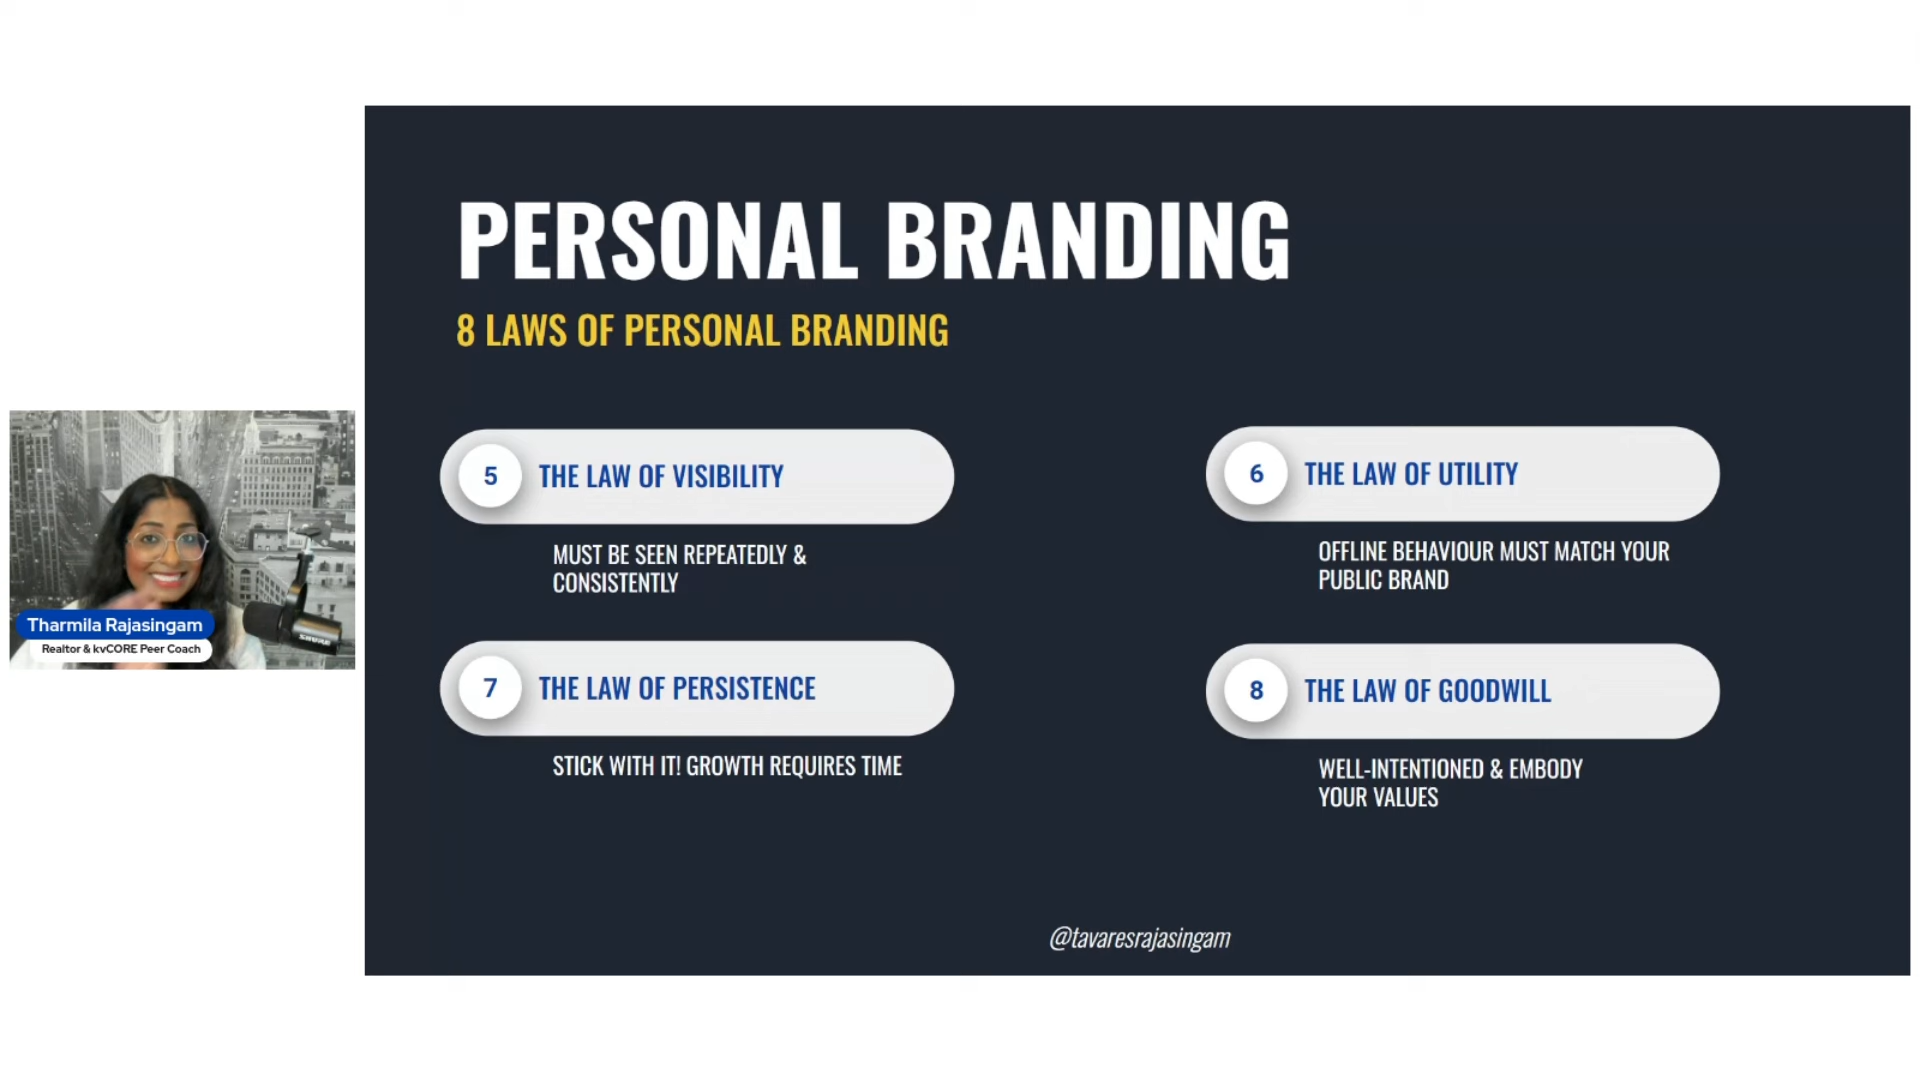 PERSONAL BRANDING
8 LAWS OF PERSONAL BRANDING
5 THE LAW OF VISIBILITY
MUST BE SEEN REPEATEDLY &
CONSISTENTLY
6 THE LAW OF UTILITY
OFFLINE BEHAVIOUR MUST MATCH YOUR
PUBLIC BRAND
7 THE LAW OF PERSISTENCE
STICK WITH IT! GROWTH REQUIRES TIME
8 THE LAW OF GOODWILL
WELL-INTENTIONED & EMBODY
YOUR VALUES
@tavaresrajasingam
Tharmila Rajasingam
Realtor & kvCORE Peer Coach
SHURE